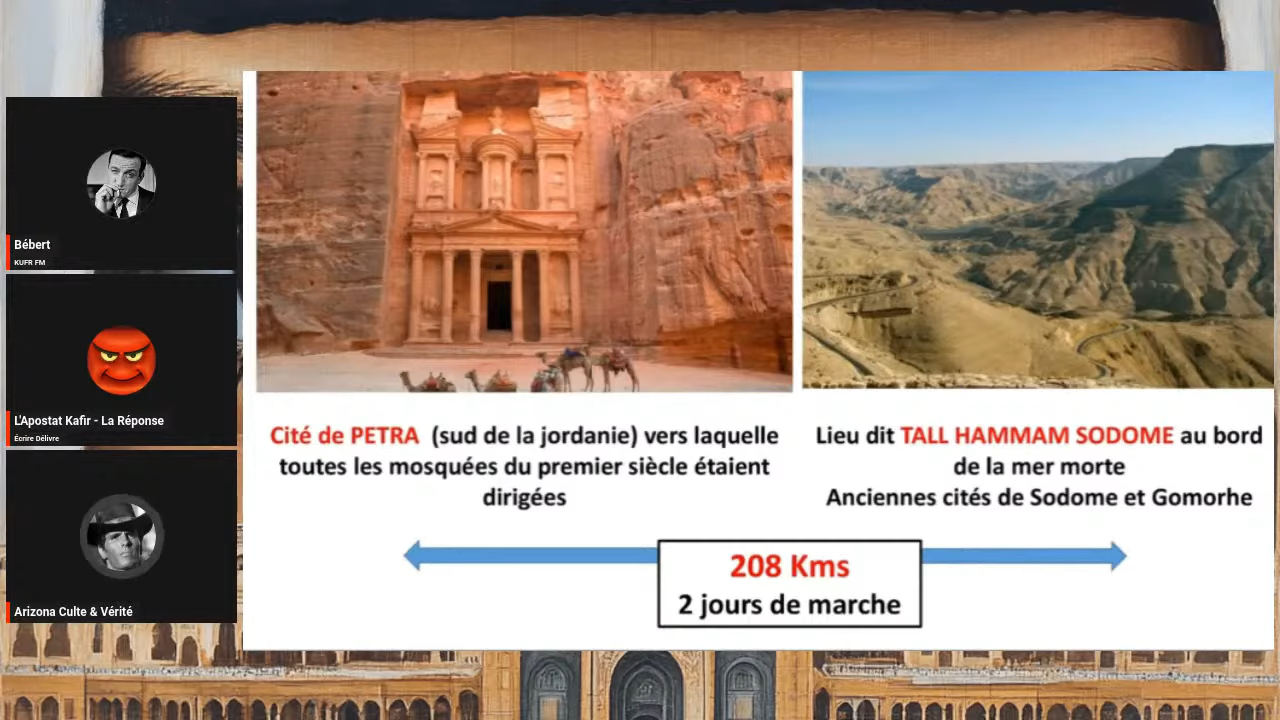 Bébert
KUFR FM
L'Apostat Kafir - La Réponse
Écrire Délivre
Arizona Culte & Vérité
Cité de PETRA (sud de la jordanie) vers laquelle
toutes les mosquées du premier siècle étaient
dirigées
Lieu dit TALL HAMMAM SODOME au bord
de la mer morte
Anciennes cités de Sodome et Gomorhe
208 Kms
2 jours de marche